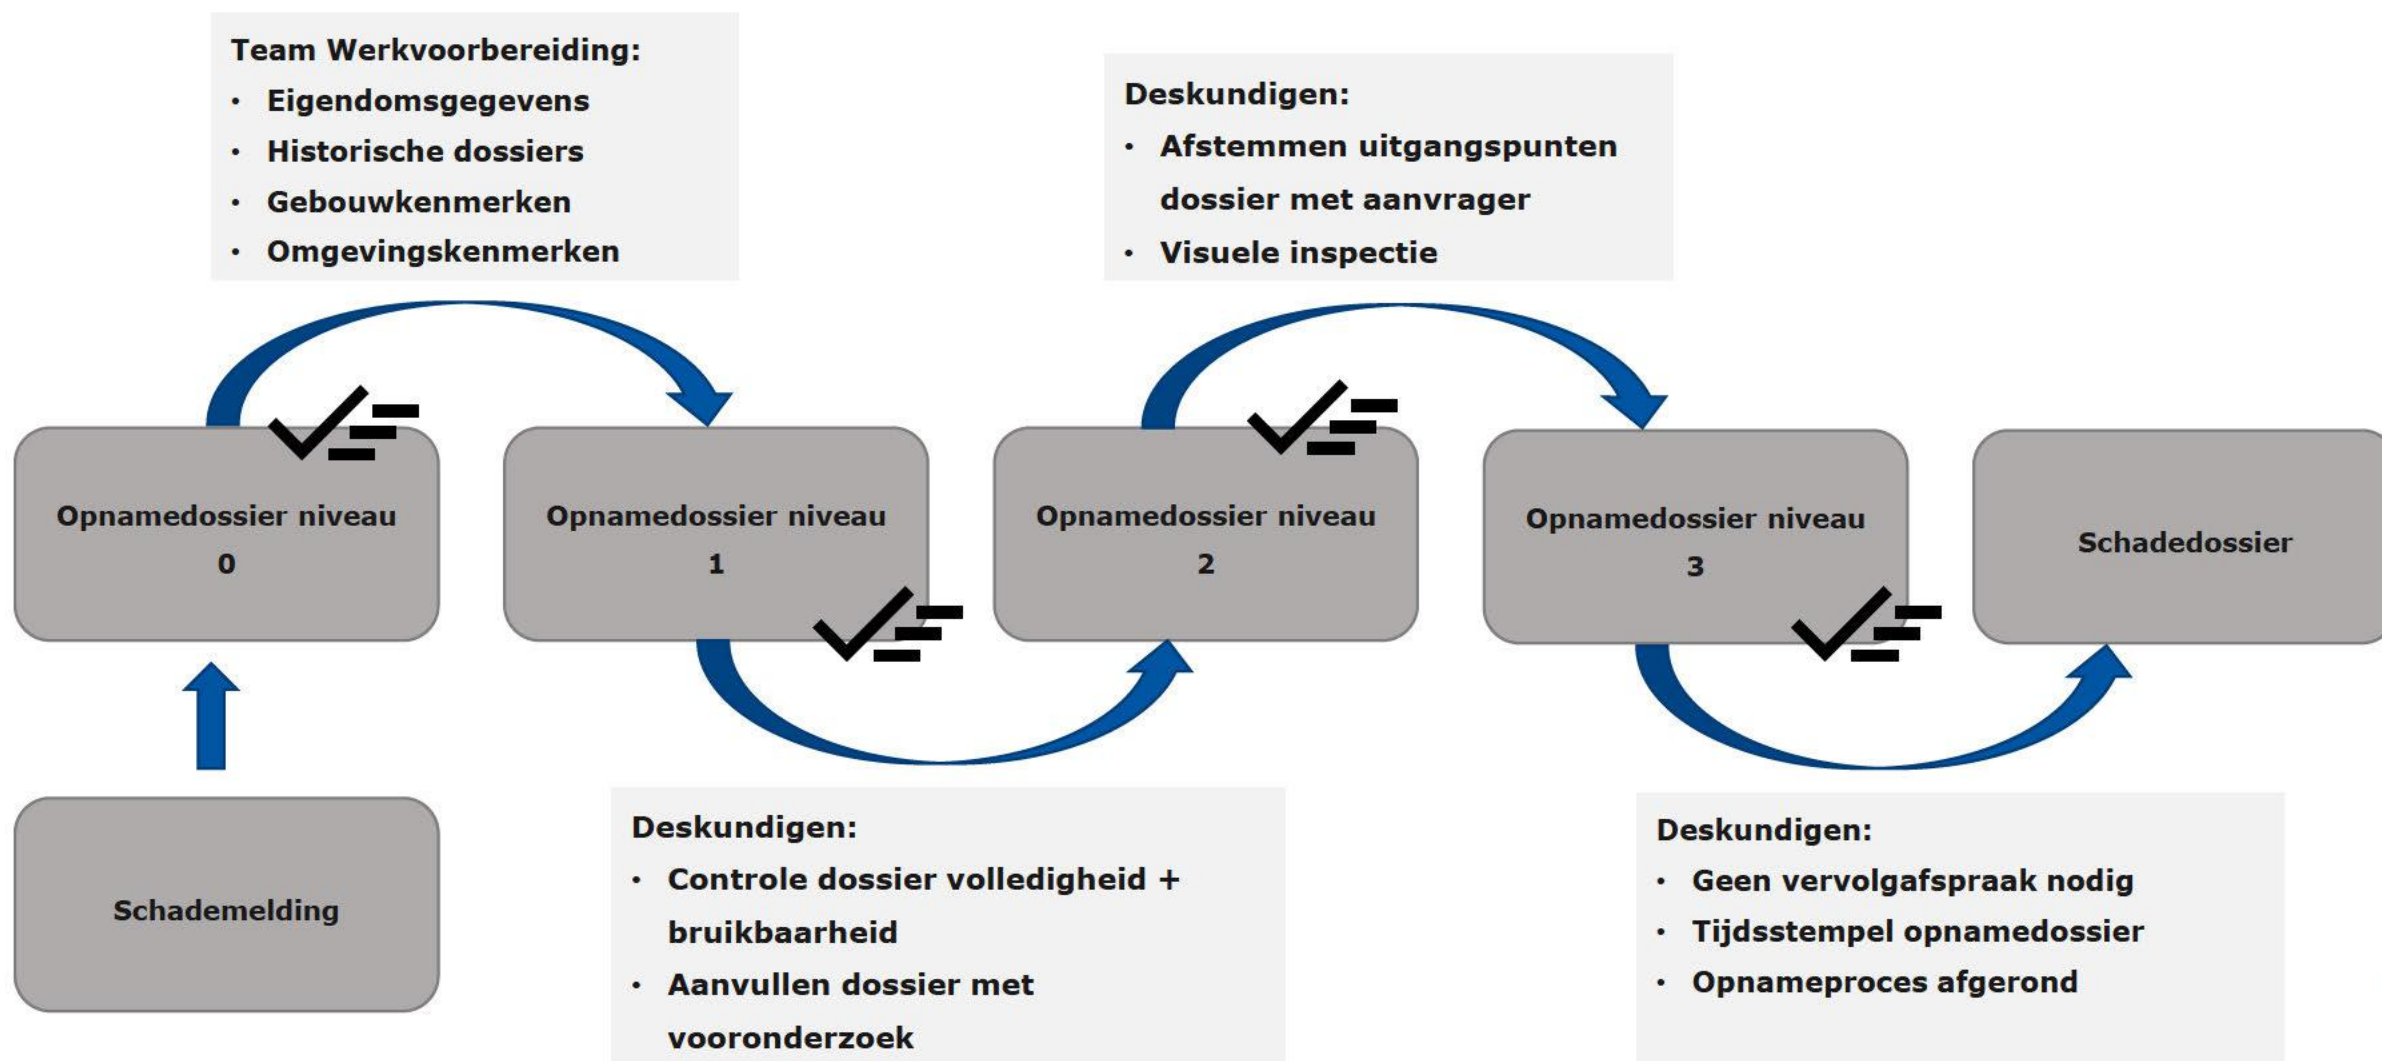 Team Werkvoorbereiding:
• Eigendomsgegevens
• Historische dossiers
• Gebouwkenmerken
• Omgevingskenmerken
Deskundigen:
• Afstemmen uitgangspunten
dossier met aanvrager
• Visuele inspectie
Opnamedossier niveau
0
Opnamedossier niveau
1
Opnamedossier niveau
2
Opnamedossier niveau
3
Schadedossier
Schademelding
Deskundigen:
• Controle dossier volledigheid +
bruikbaarheid
• Aanvullen dossier met
vooronderzoek
Deskundigen:
• Geen vervolgafspraak nodig
• Tijdsstempel opnamedossier
• Opnameproces afgerond